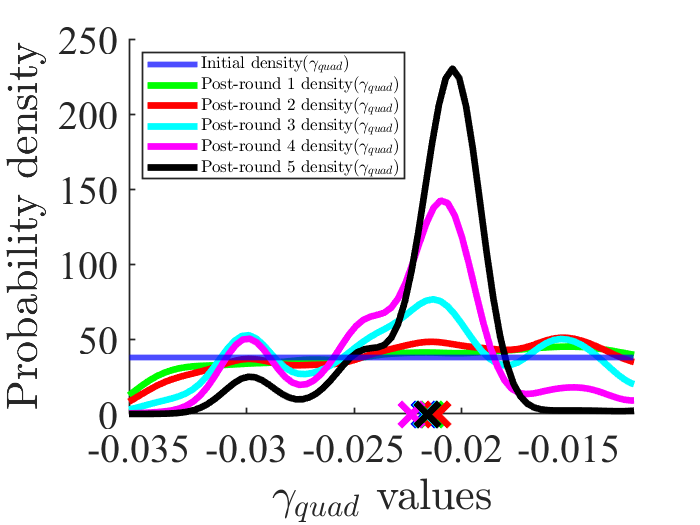 250
200
150
100
50
0
Probability density
Initial density(γquad)
Post-round 1 density(γquad)
Post-round 2 density(γquad)
Post-round 3 density(γquad)
Post-round 4 density(γquad)
Post-round 5 density(γquad)
-0.035 -0.03 -0.025 -0.02 -0.015
γquad values